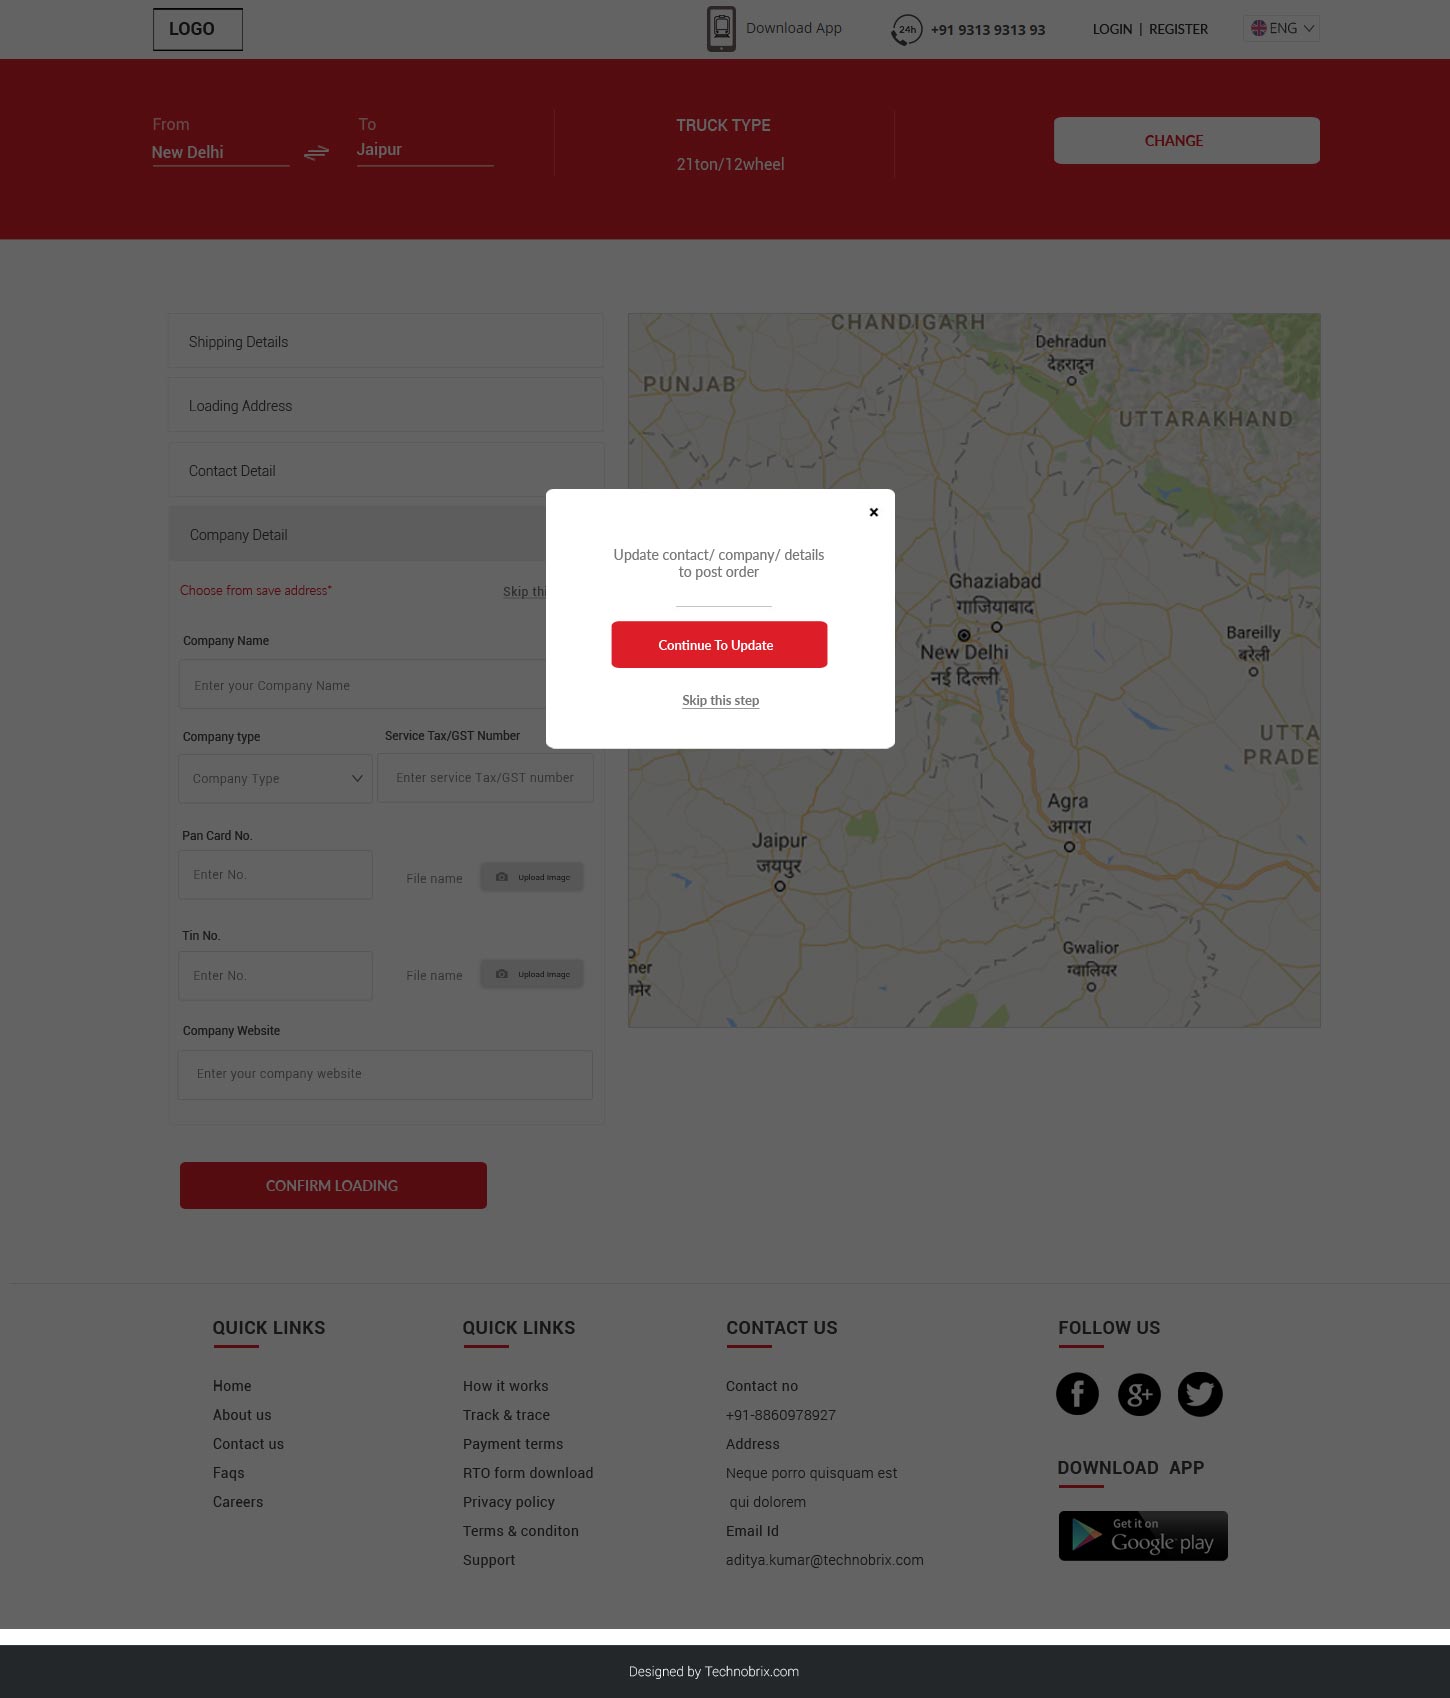 LOGO
Download App
24h
+91 9313 9313 93
LOGIN | REGISTER
ENG
From
New Delhi
To
Jaipur
TRUCK TYPE
21ton/12wheel
CHANGE
Shipping Details
Loading Address
Contact Detail
Company Detail
Choose from save address*
Skip thi
Company Name
Enter your Company Name
Company type
Service Tax/GST Number
Company Type
Enter service Tax/GST number
Pan Card No.
Enter No.
File name
Upload Image
Tin No.
Enter No.
File name
Upload Image
Company Website
Enter your company website
CONFIRM LOADING
Update contact/ company/ details
to post order
Continue To Update
Skip this step
CHANDIGARH
Dehradun
देहरादून
PUNJAB
UTTARAKHAND
Ghaziabad
गाजियाबाद
New Delhi
नई दिल्ली
Bareilly
बरेली
UTTA
PRADE
Agra
आगरा
Jaipur
जयपुर
Gwalior
ग्वालियर
mer
जमेर
QUICK LINKS
Home
About us
Contact us
Faqs
Careers
QUICK LINKS
How it works
Track & trace
Payment terms
RTO form download
Privacy policy
Terms & conditon
Support
CONTACT US
Contact no
+91-8860978927
Address
Neque porro quisquam est
qui dolorem
Email Id
aditya.kumar@technobrix.com
FOLLOW US
DOWNLOAD APP
Get it on
Google play
Designed by Technobrix.com